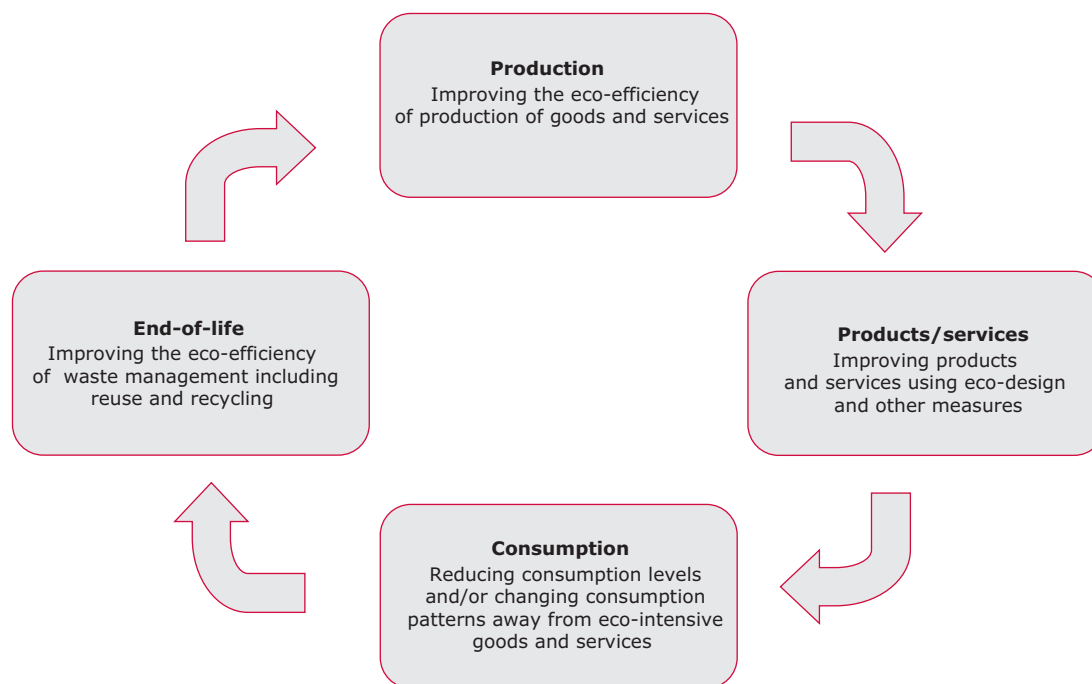 Production
Improving the eco-efficiency
of production of goods and services
End-of-life
Improving the eco-efficiency
of waste management including
reuse and recycling
Products/services
Improving products
and services using eco-design
and other measures
Consumption
Reducing consumption levels
and/or changing consumption
patterns away from eco-intensive
goods and services